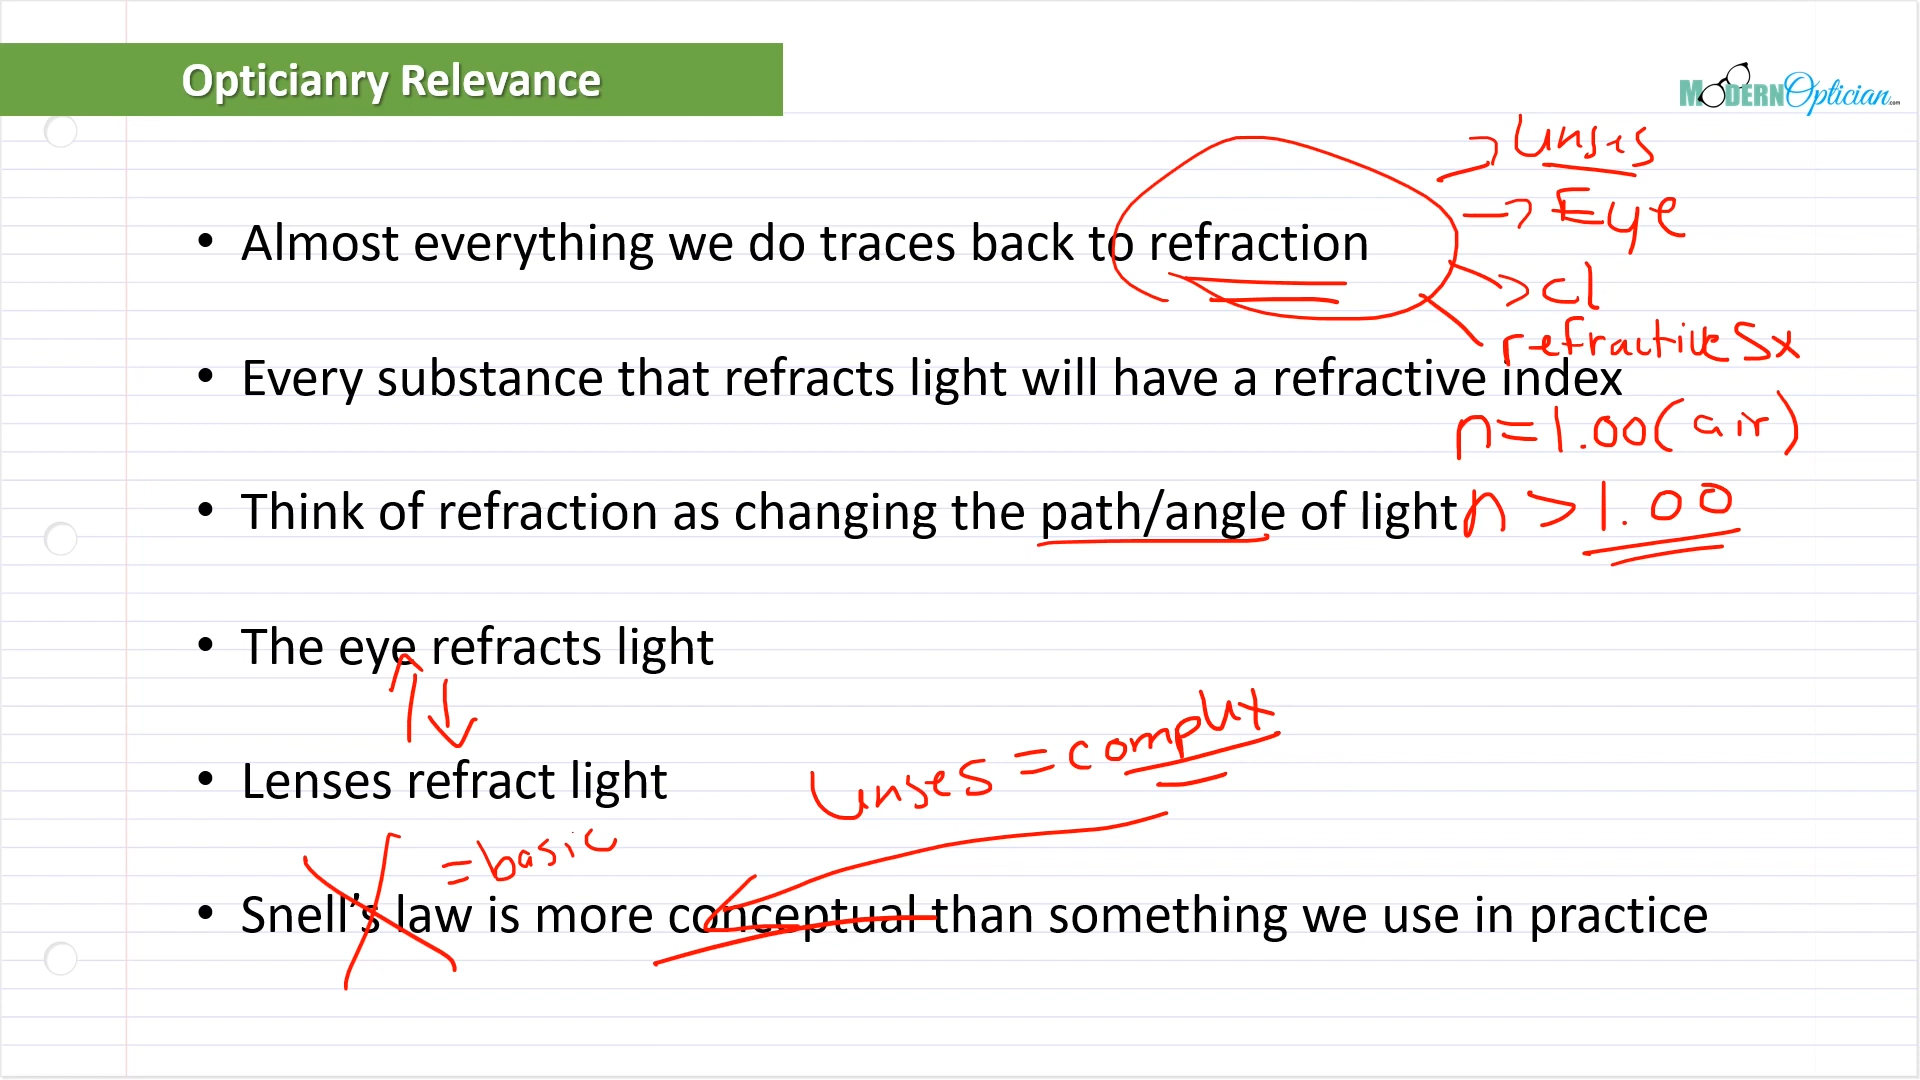 Opticianry Relevance
MODERNOptician.com
→ Lenses
• Almost everything we do traces back to refraction
→ Eye
→ cl
refractive Sx
• Every substance that refracts light will have a refractive index
n=1.00(air)
• Think of refraction as changing the path/angle of light
n > 1.00
• The eye refracts light
• Lenses refract light
Lenses = complex
= basic
• Snell's law is more conceptual than something we use in practice